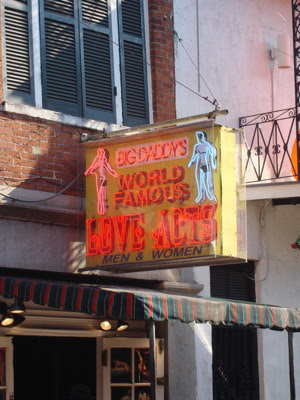 BIG DADDY'S
WORLD
FAMOUS
LOVE ACTS
MEN & WOMEN